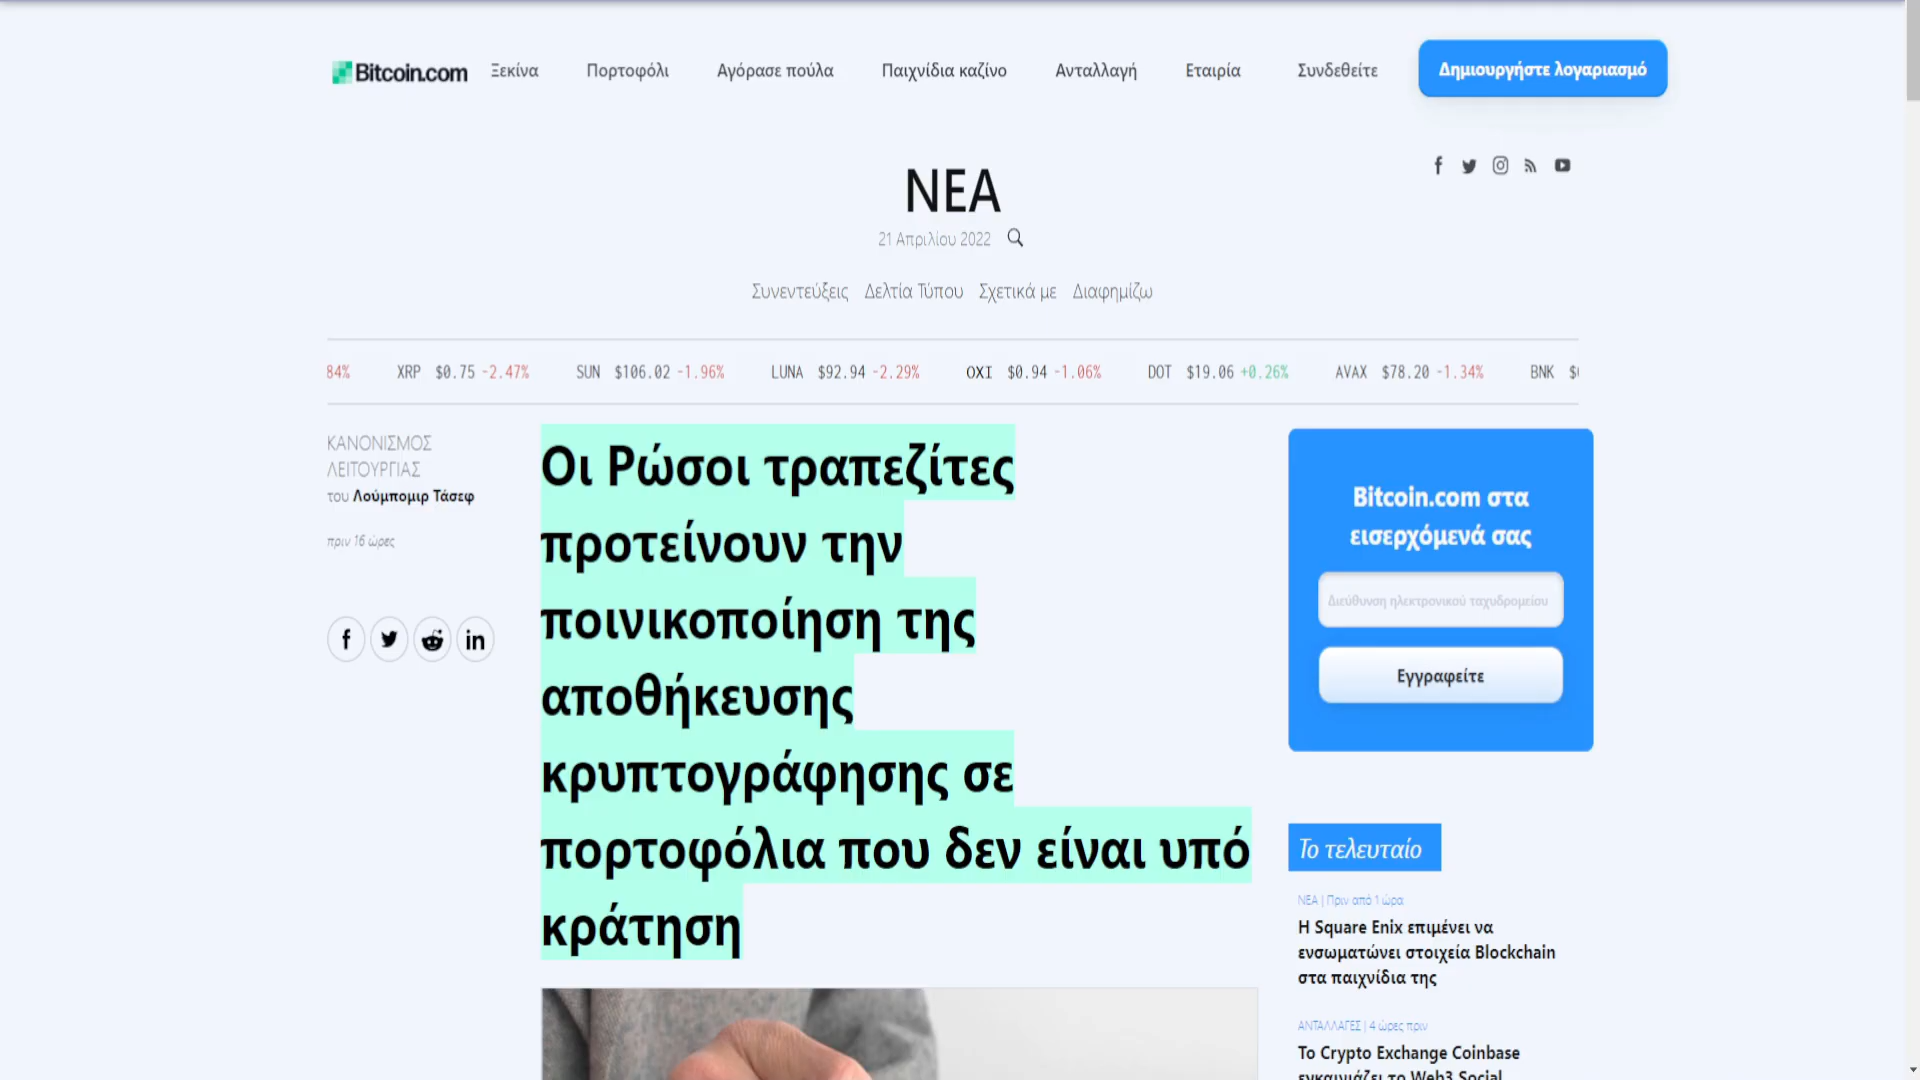 Bitcoin.com Ξεκίνα Πορτοφόλι Αγόρασε πούλα Παιχνίδια καζίνο Ανταλλαγή Εταιρία Συνδεθείτε Δημιουργήστε λογαριασμό
ΝΕΑ
21 Απριλίου 2022
Συνεντεύξεις Δελτία Τύπου Σχετικά με Διαφημίζω
84% XRP $0.75 -2.47% SUN $106.02 -1.96% LUNA $92.94 -2.29% ΟΧΙ $0.94 -1.06% DOT $19.06 +0.26% AVAX $78.20 -1.34% BNK
ΚΑΝΟΝΙΣΜΟΣ
ΛΕΙΤΟΥΡΓΙΑΣ
του Λούμπομιρ Τάσεφ
πριν 16 ώρες
Οι Ρώσοι τραπεζίτες
προτείνουν την
ποινικοποίηση της
αποθήκευσης
κρυπτογράφησης σε
πορτοφόλια που δεν είναι υπό
κράτηση
Bitcoin.com στα
εισερχόμενά σας
Διεύθυνση ηλεκτρονικού ταχυδρομείου
Εγγραφείτε
Το τελευταίο
ΝΕΑ | Πριν από 1 ώρα
Η Square Enix επιμένει να
ενσωματώνει στοιχεία Blockchain
στα παιχνίδια της
ΑΝΤΑΛΛΑΓΕΣ | 4 ώρες πριν
Το Crypto Exchange Coinbase
εγκαινιάζει το Web3 Social